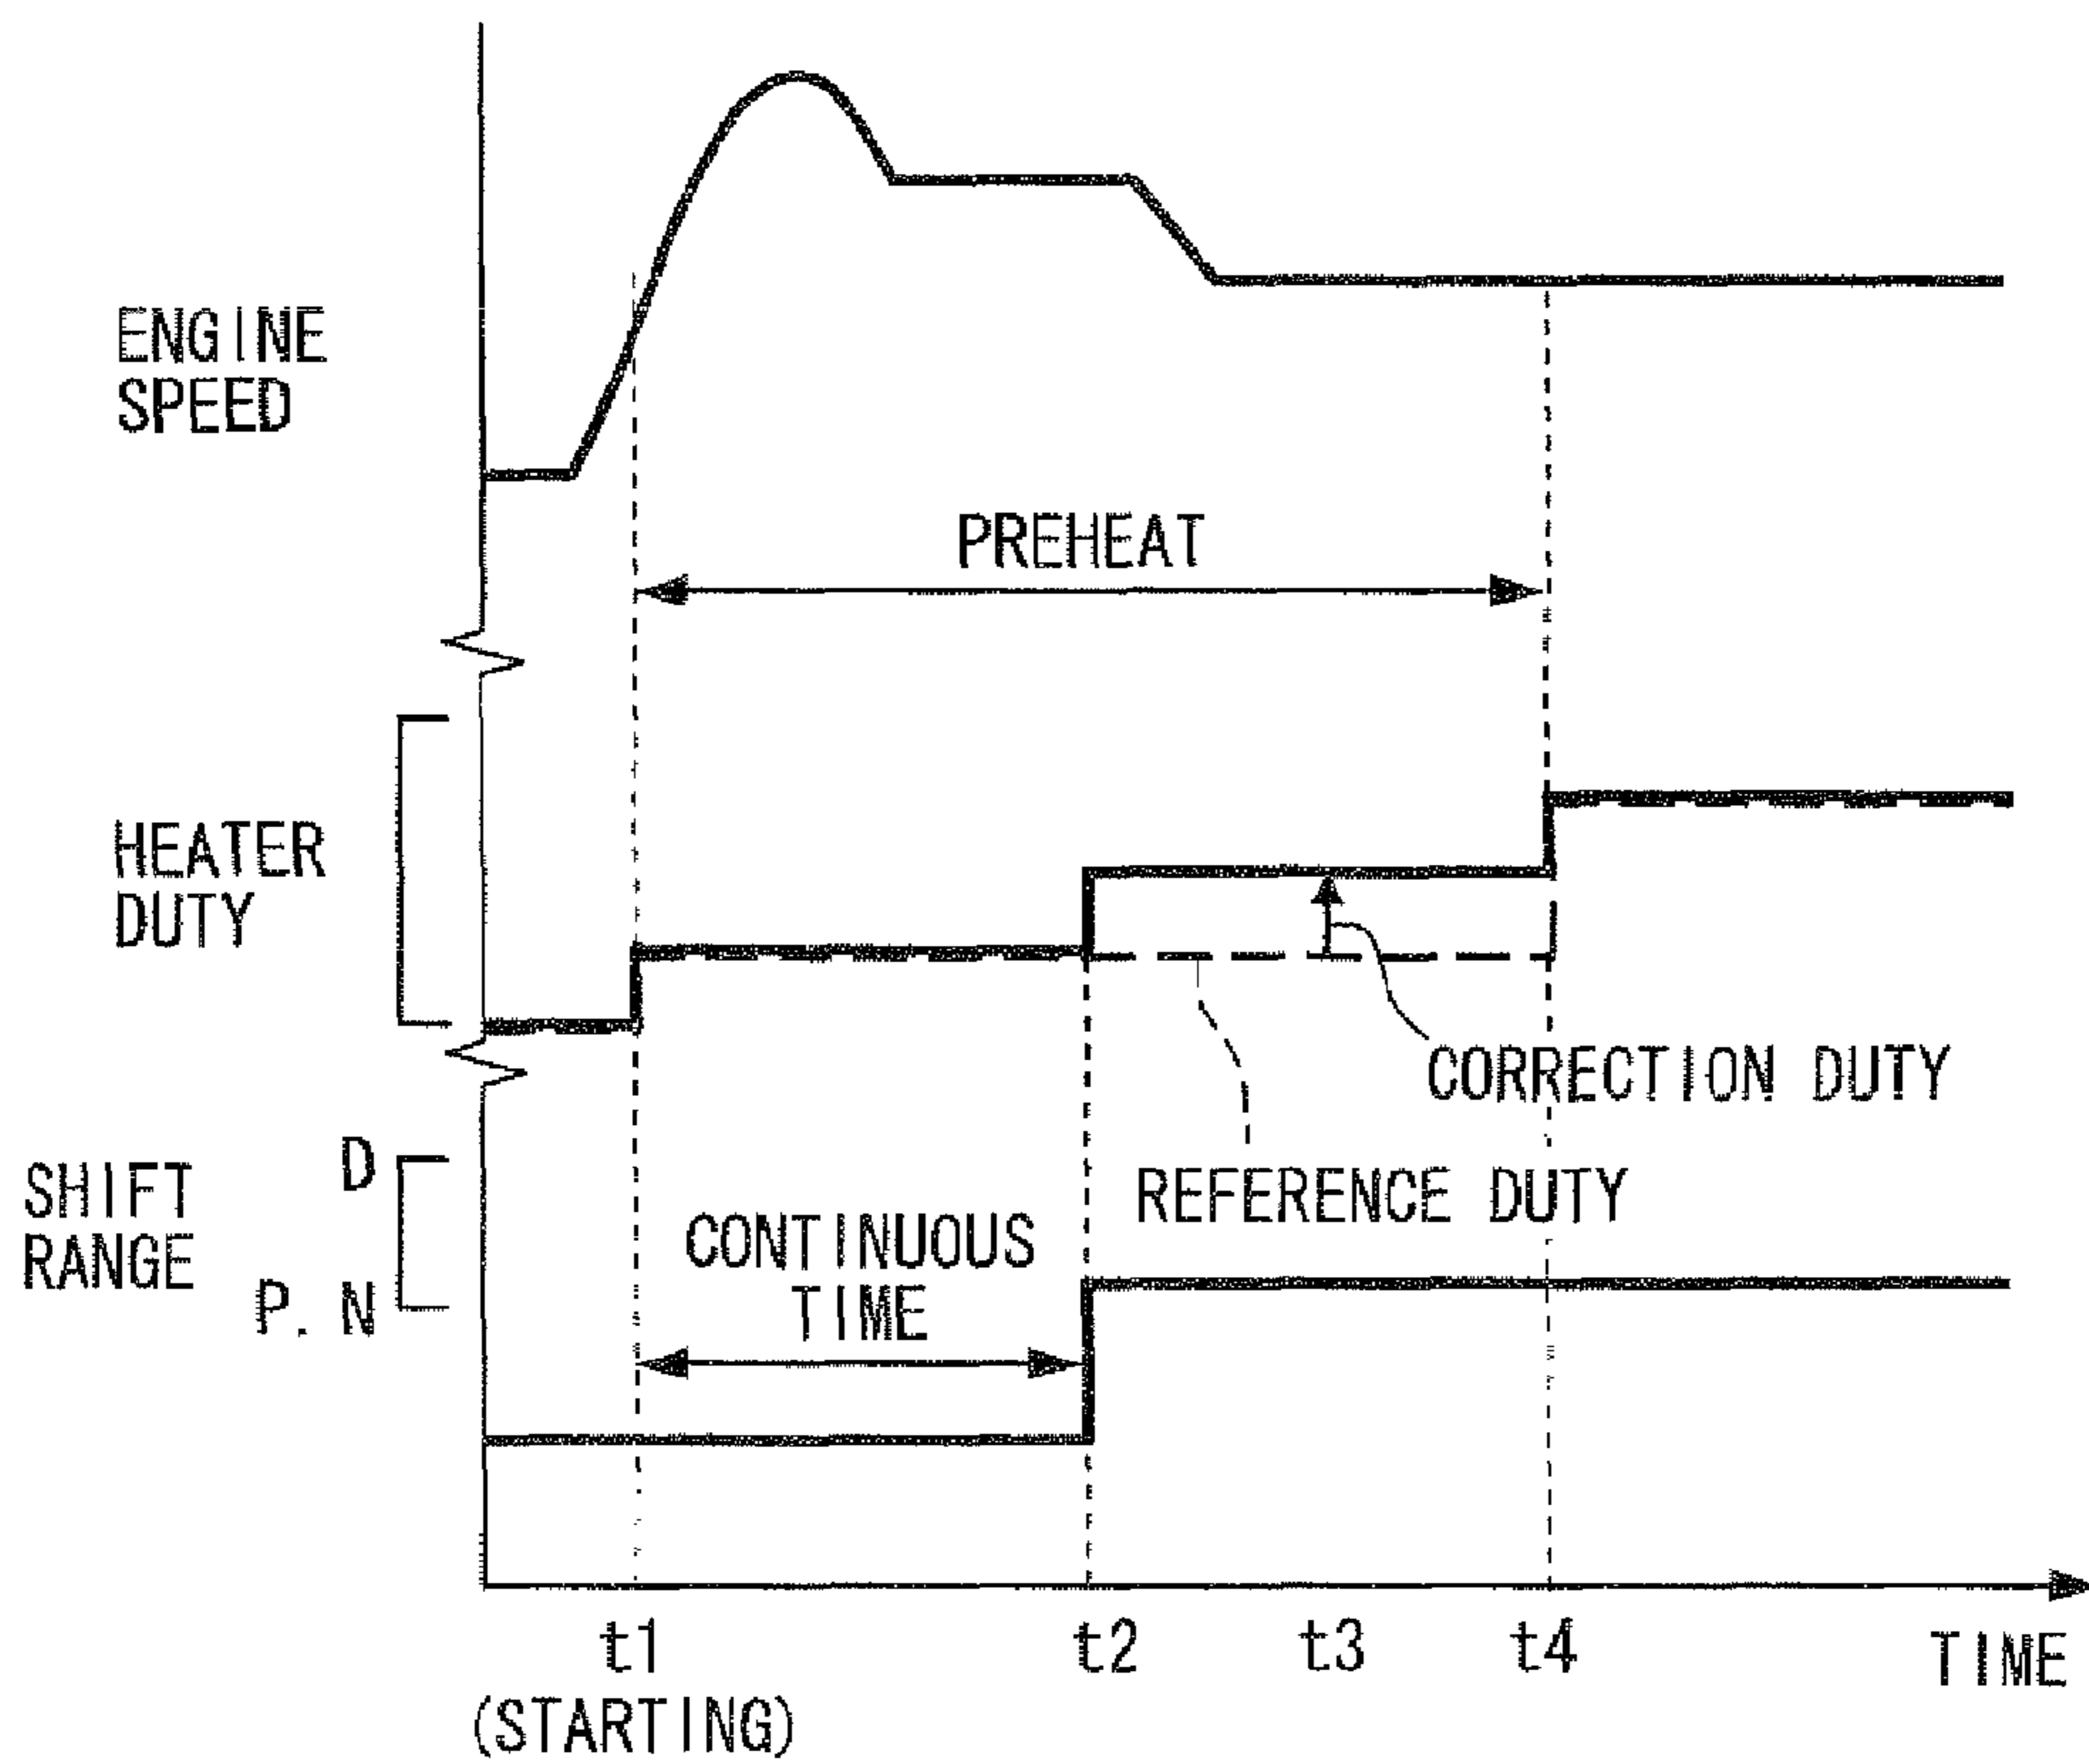 ENGINE
SPEED
PREHEAT
HEATER
DUTY
CORRECTION DUTY
REFERENCE DUTY
SHIFT
RANGE
D
P. N
CONTINUOUS
TIME
t1
(STARTING)
t2
t3
t4
TIME